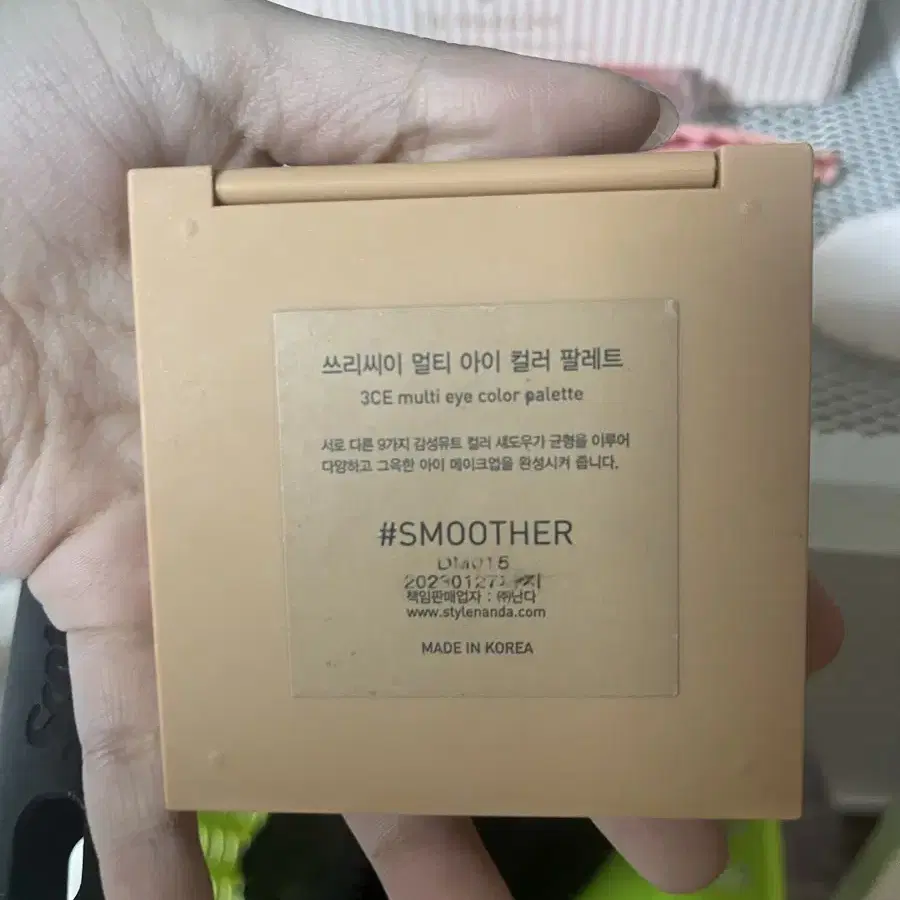 쓰리씨이 멀티 아이 컬러 팔레트
3CE multi eye color palette
서로 다른 9가지 감성뮤트 컬러 섀도우가 균형을 이루어
다양하고 그윽한 아이 메이크업을 완성시켜 줍니다.
#SMOOTHER
DM015
책임판매업자 : ㈜난다
www.stylenanda.com
MADE IN KOREA